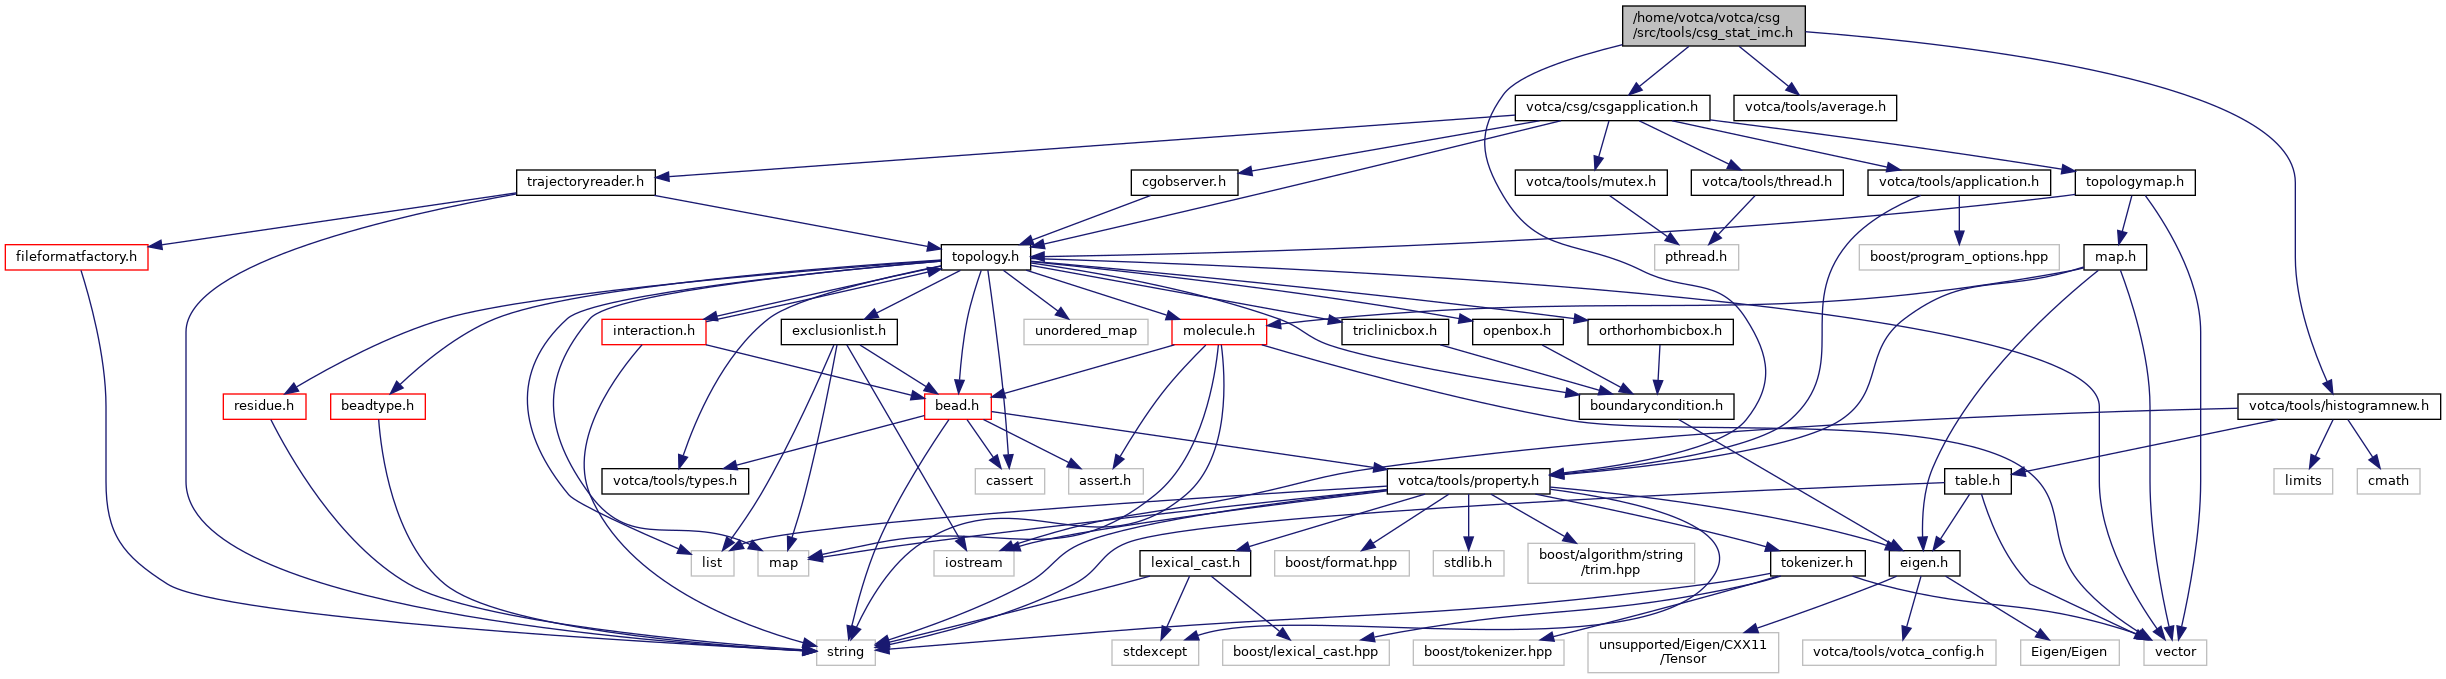 /home/votca/votca/csg
/src/tools/csg_stat_imc.h
votca/csg/csgapplication.h
votca/tools/average.h
trajectoryreader.h
cgobserver.h
votca/tools/mutex.h
votca/tools/thread.h
votca/tools/application.h
topologymap.h
fileformatfactory.h
topology.h
pthread.h
boost/program_options.hpp
map.h
interaction.h
exclusionlist.h
unordered_map
molecule.h
triclinicbox.h
openbox.h
orthorhombicbox.h
residue.h
beadtype.h
bead.h
boundarycondition.h
votca/tools/histogramnew.h
votca/tools/types.h
cassert
assert.h
votca/tools/property.h
table.h
limits
cmath
list
map
iostream
lexical_cast.h
boost/format.hpp
stdlib.h
boost/algorithm/string
/trim.hpp
tokenizer.h
eigen.h
string
stdexcept
boost/lexical_cast.hpp
boost/tokenizer.hpp
unsupported/Eigen/CXX11
/Tensor
votca/tools/votca_config.h
Eigen/Eigen
vector